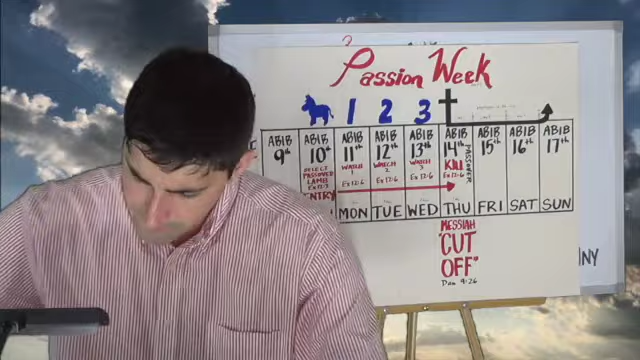 Passion Week
1 2 3
ABIB ABIB ABIB ABIB ABIB ABIB ABIB ABIB ABIB
9th 10th 11th 12th 13th 14th 15th 16th 17th
SELECT PASSOVER LAMB EX 12:3
WATCH 1 EX 12:6
WATCH 2 EX 12:6
WATCH 3 EX 12:6
KILL EX 12:6
PASSOVER
ENTRY
MON TUE WED THU FRI SAT SUN
MESSIAH
"CUT
OFF"
Dan 9:26
NY